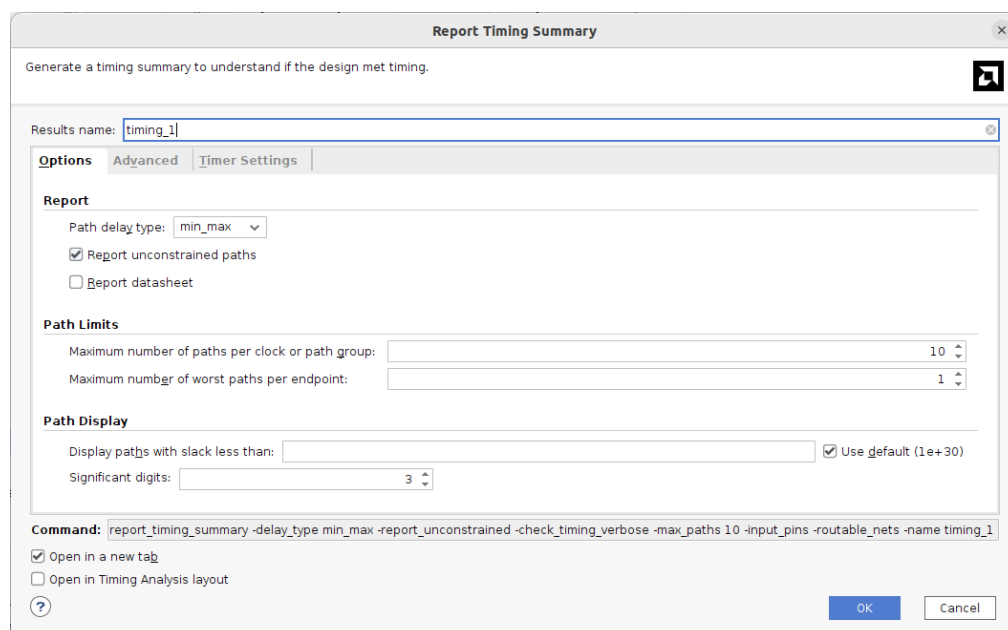 Report Timing Summary
Generate a timing summary to understand if the design met timing.
Results name: timing_1
Options Advanced Timer Settings
Report
Path delay type: min_max
Report unconstrained paths
Report datasheet
Path Limits
Maximum number of paths per clock or path group: 10
Maximum number of worst paths per endpoint: 1
Path Display
Display paths with slack less than: Use default (1e+30)
Significant digits: 3
Command: report_timing_summary -delay_type min_max -report_unconstrained -check_timing_verbose -max_paths 10 -input_pins -routable_nets -name timing_1
Open in a new tab
Open in Timing Analysis layout
? OK Cancel